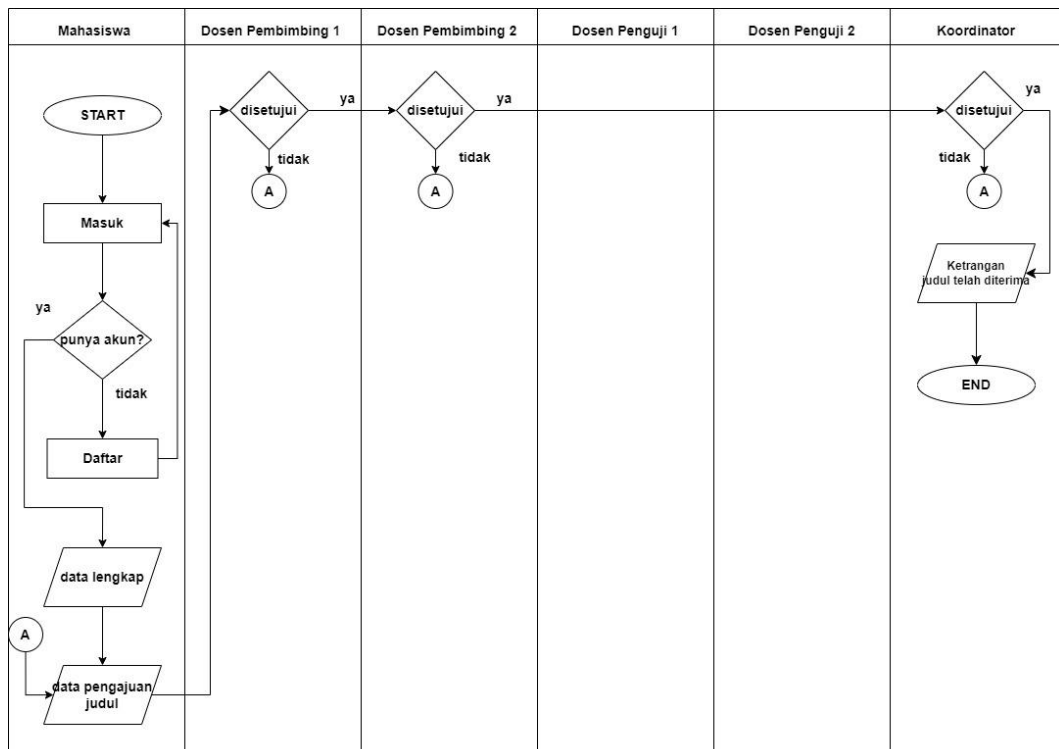 Mahasiswa
Dosen Pembimbing 1
Dosen Pembimbing 2
Dosen Penguji 1
Dosen Penguji 2
Koordinator
START
Masuk
ya
punya akun?
tidak
Daftar
data lengkap
A
data pengajuan
judul
disetujui
ya
tidak
A
disetujui
ya
tidak
A
disetujui
ya
tidak
A
Ketrangan
judul telah diterima
END